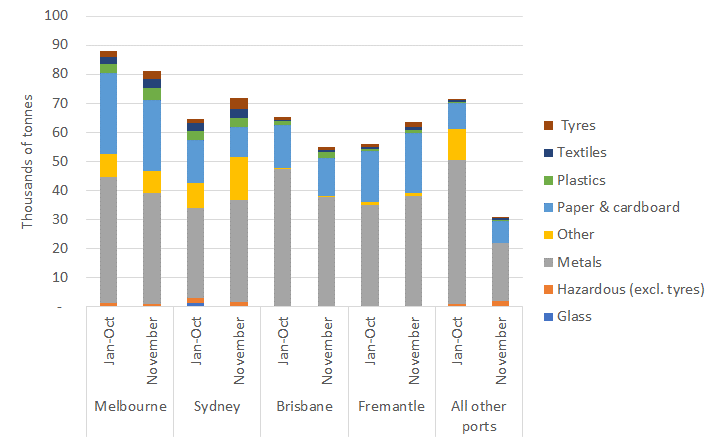 100
90
80
70
60
50
40
30
20
10
-
Thousands of tonnes
Jan-Oct
November
Jan-Oct
November
Jan-Oct
November
Jan-Oct
November
Jan-Oct
November
Melbourne
Sydney
Brisbane
Fremantle
All other
ports
Tyres
Textiles
Plastics
Paper & cardboard
Other
Metals
Hazardous (excl. tyres)
Glass